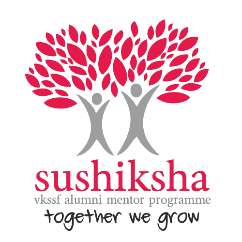 sushiksha
vkssf alumni mentor programme
together we grow